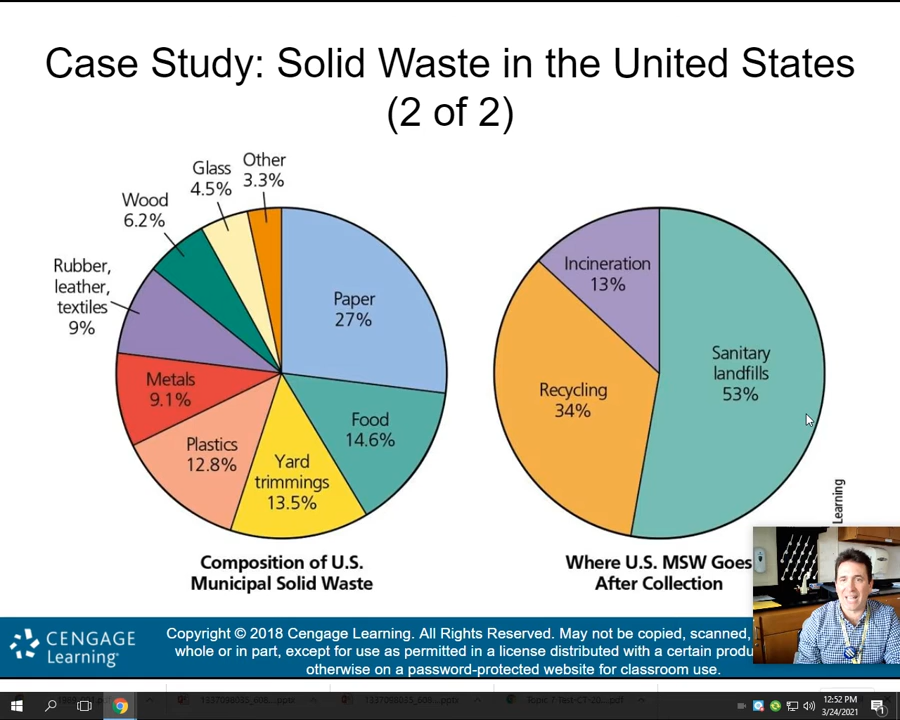 Case Study: Solid Waste in the United States
(2 of 2)
Glass
4.5%
Other
3.3%
Wood
6.2%
Rubber,
leather,
textiles
9%
Paper
27%
Metals
9.1%
Food
14.6%
Plastics
12.8%
Yard
trimmings
13.5%
Composition of U.S.
Municipal Solid Waste
Incineration
13%
Sanitary
landfills
53%
Recycling
34%
Where U.S. MSW Goes
After Collection
Learning
CENGAGE
Learning
Copyright © 2018 Cengage Learning. All Rights Reserved. May not be copied, scanned,
whole or in part, except for use as permitted in a license distributed with a certain
otherwise on a password-protected website for classroom use.
12:52 PM
3/24/2021